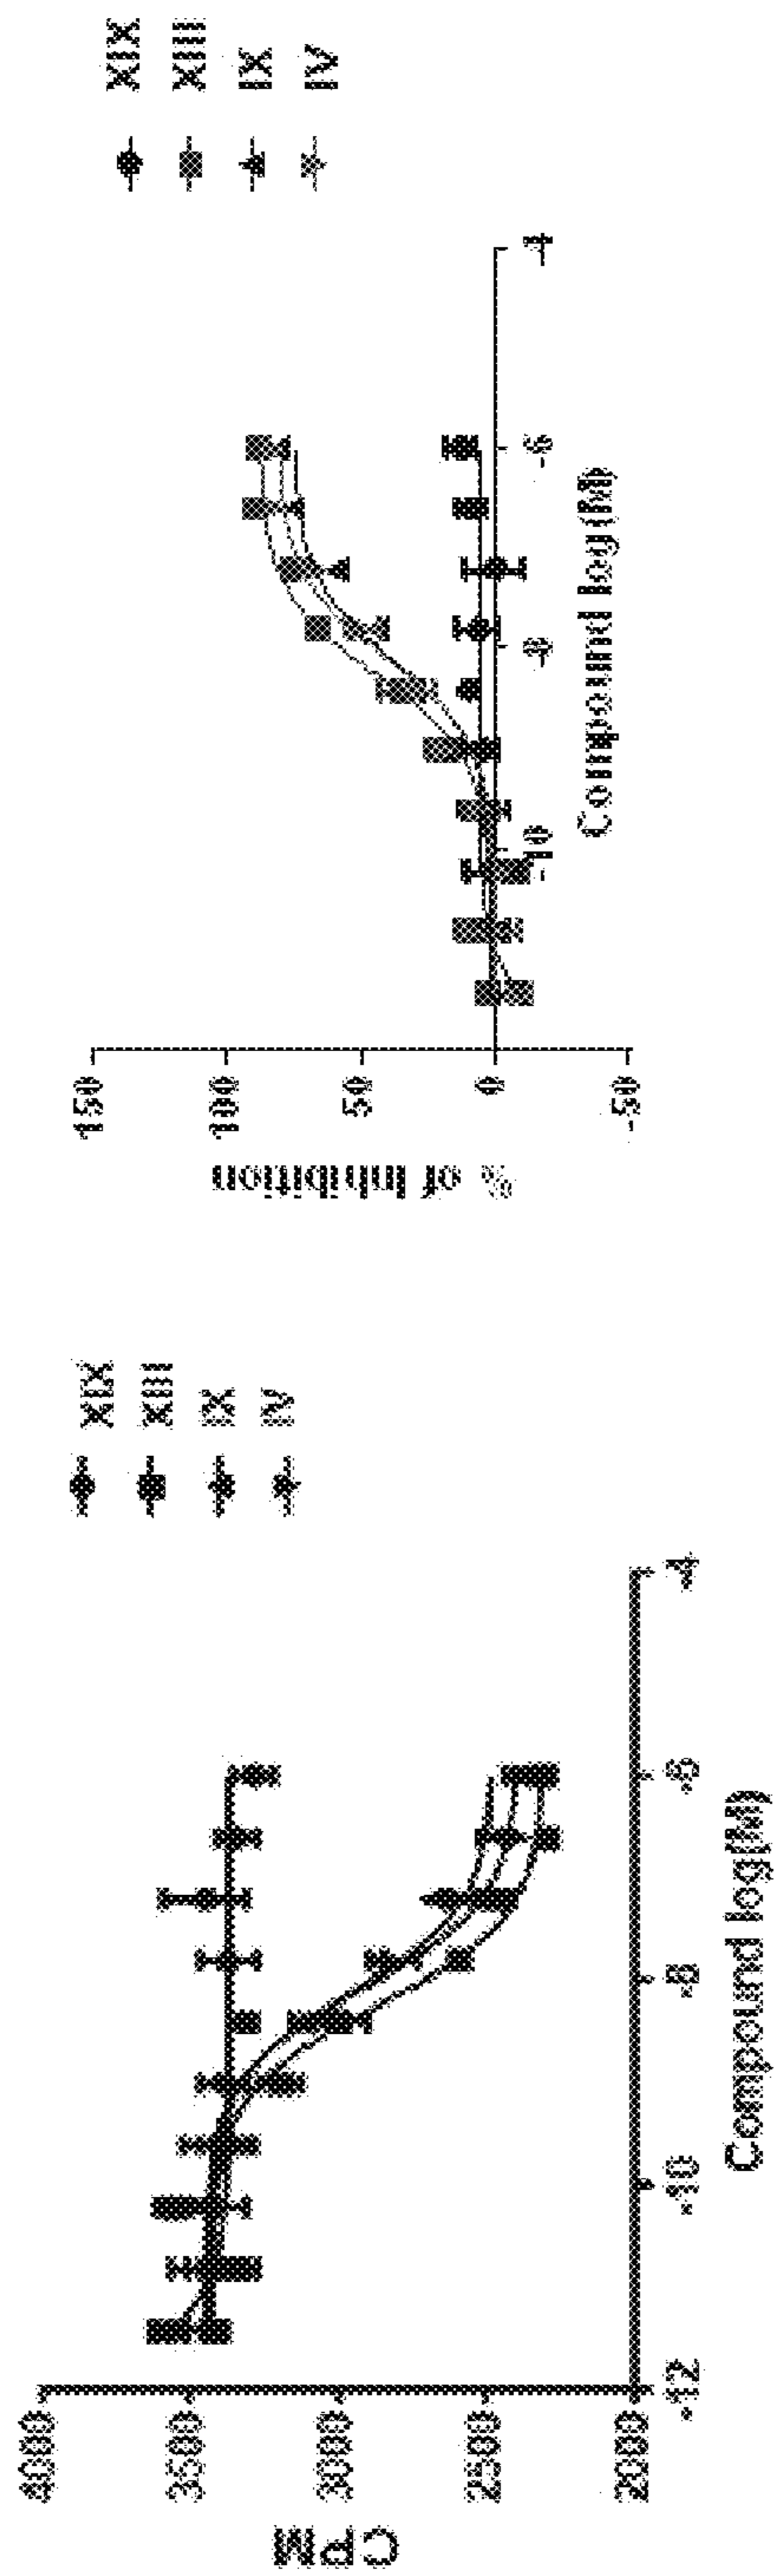 4000
3500
3000
2500
2000
CPM
-12
-10
-8
-6
-4
Compound log(M)
XIX
XIII
IX
IV
150
100
50
0
-50
% of Inhibition
-10
-8
-6
-4
Compound log(M)
XIX
XIII
IX
IV